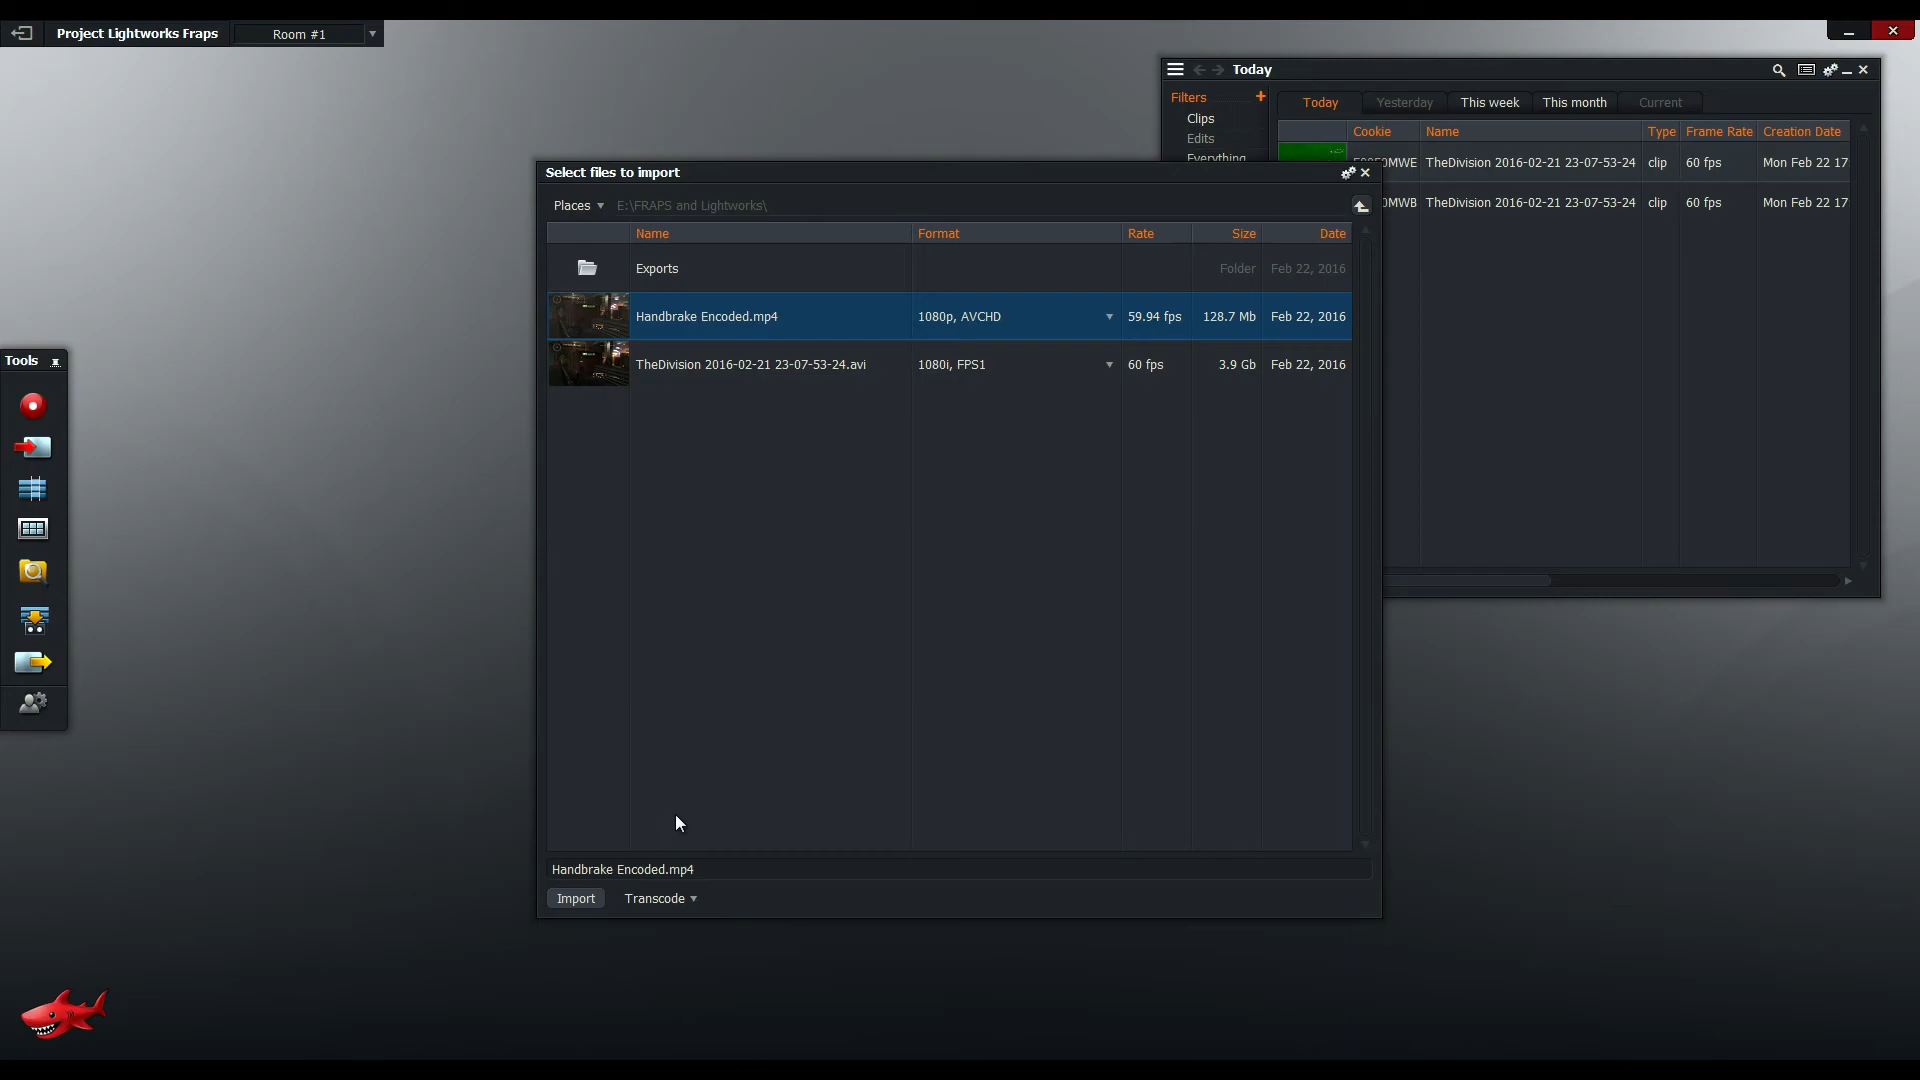 Project Lightworks Fraps
Room #1
Today
Filters
Clips
Edits
Everything
Today
Yesterday
This week
This month
Current
Cookie
Name
Type
Frame Rate
Creation Date
TheDivision 2016-02-21 23-07-53-24
clip
60 fps
Mon Feb 22 17
TheDivision 2016-02-21 23-07-53-24
clip
60 fps
Mon Feb 22 17
Select files to import
Places
E:\FRAPS and Lightworks\
Name
Format
Rate
Size
Date
Exports
Folder
Feb 22, 2016
Handbrake Encoded.mp4
1080p, AVCHD
59.94 fps
128.7 Mb
Feb 22, 2016
TheDivision 2016-02-21 23-07-53-24.avi
1080i, FPS1
60 fps
3.9 Gb
Feb 22, 2016
Handbrake Encoded.mp4
Import
Transcode
Tools